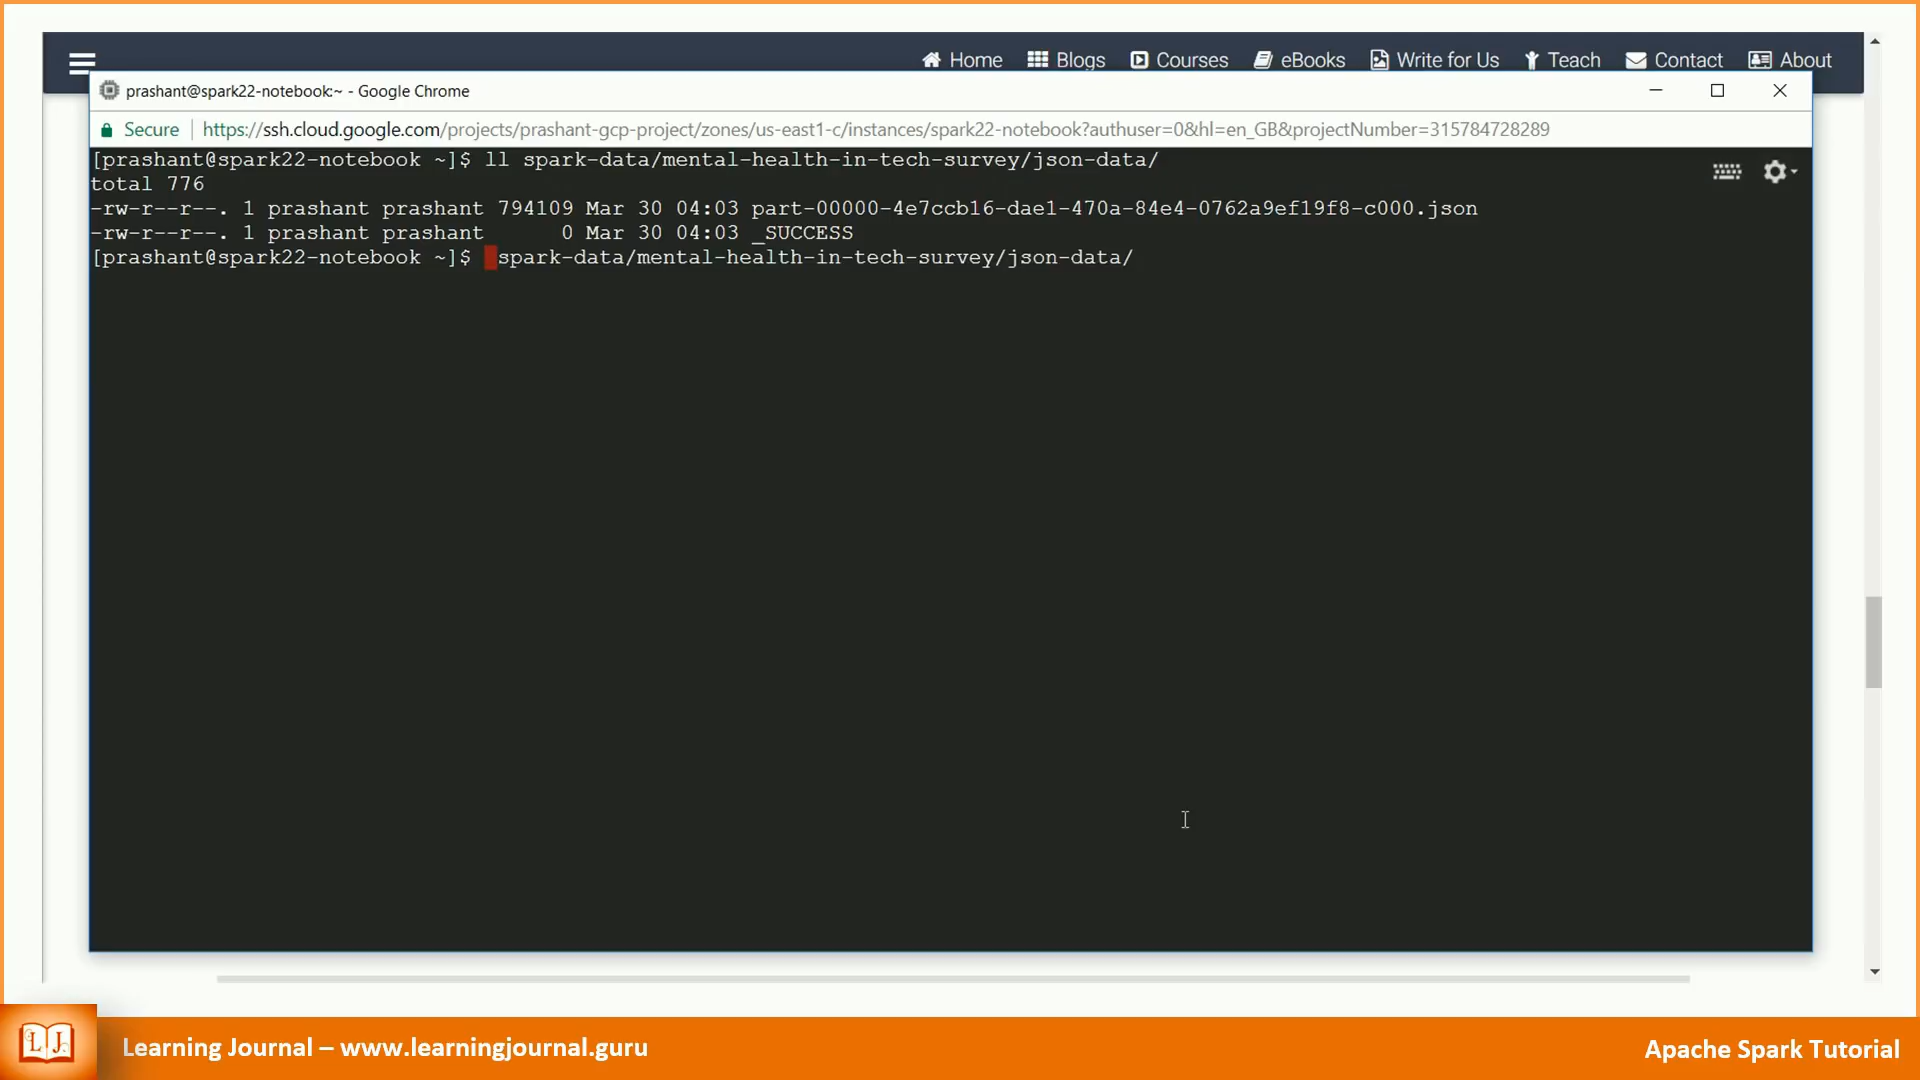 Home Blogs Courses eBooks Write for Us Teach Contact About
prashant@spark22-notebook:~ - Google Chrome
Secure https://ssh.cloud.google.com/projects/prashant-gcp-project/zones/us-east1-c/instances/spark22-notebook?authuser=0&hl=en_GB&projectNumber=315784728289
[prashant@spark22-notebook ~]$ ll spark-data/mental-health-in-tech-survey/json-data/
total 776
-rw-r--r--. 1 prashant prashant 794109 Mar 30 04:03 part-00000-4e7ccb16-dae1-470a-84e4-0762a9ef19f8-c000.json
-rw-r--r--. 1 prashant prashant      0 Mar 30 04:03 _SUCCESS
[prashant@spark22-notebook ~]$ spark-data/mental-health-in-tech-survey/json-data/
LJ
Learning Journal – www.learningjournal.guru
Apache Spark Tutorial